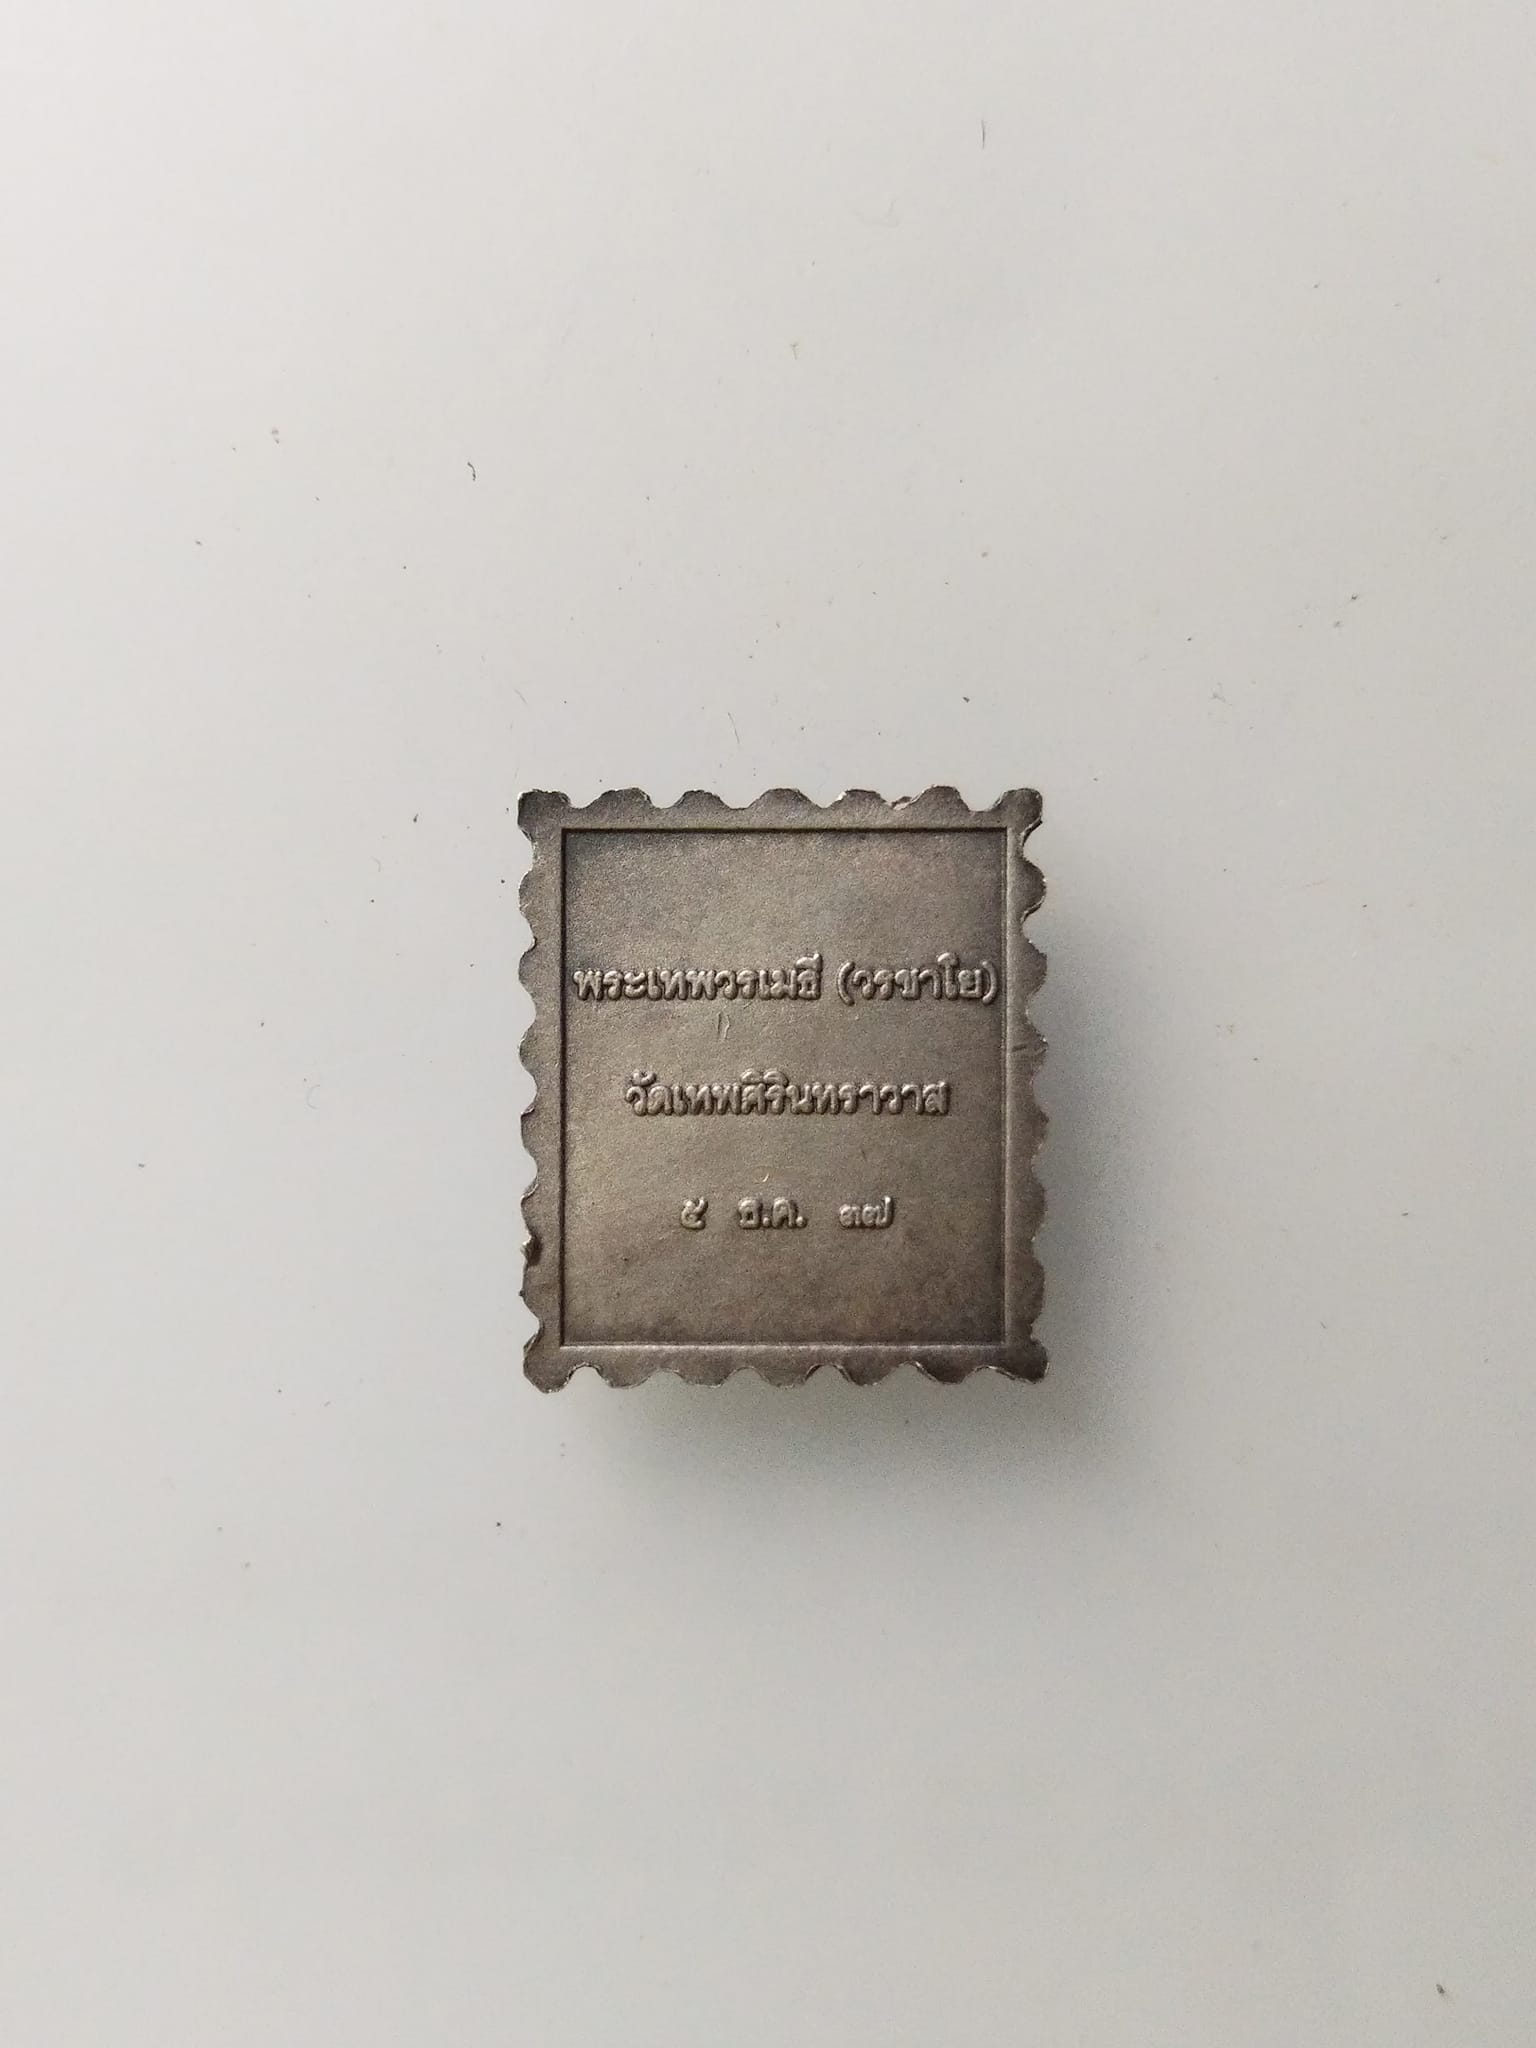 พระเทพวรเมธี (วรชาโย)
วัดเทพศิรินทราวาส
๕ ธ.ค. ๓๗